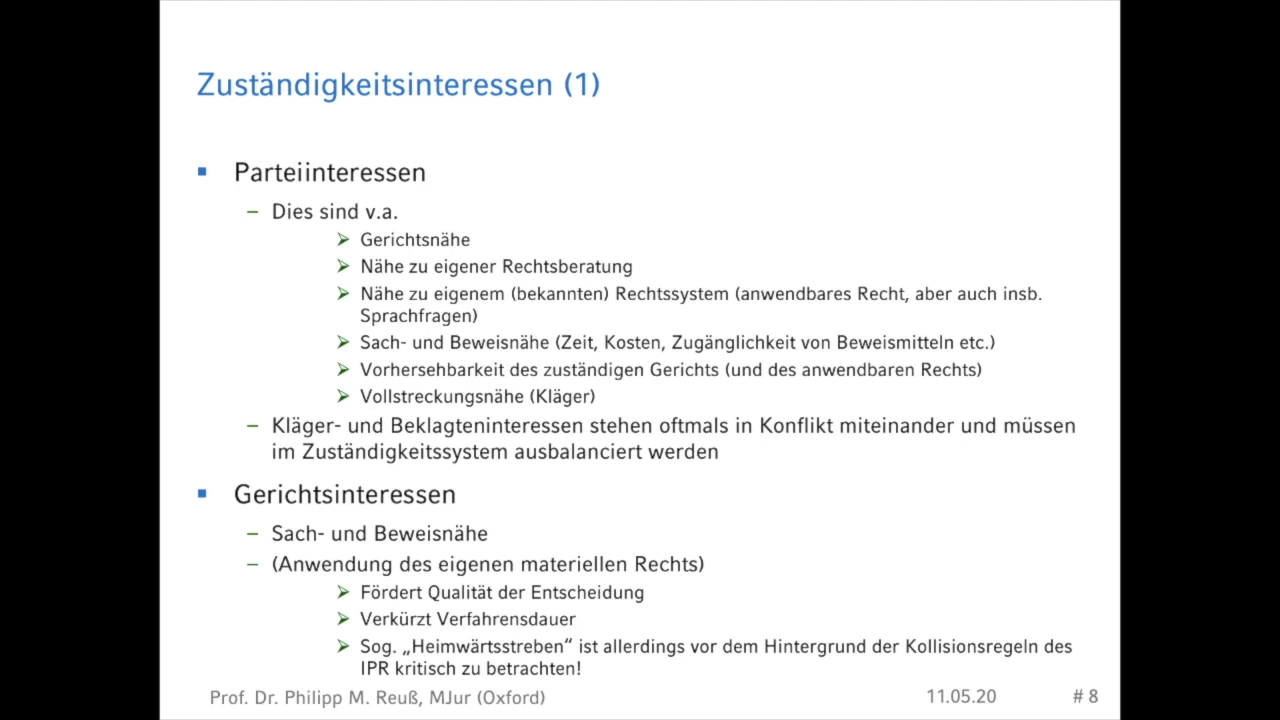 Zuständigkeitsinteressen (1)
▪ Parteiinteressen
– Dies sind v.a.
➢ Gerichtsnähe
➢ Nähe zu eigener Rechtsberatung
➢ Nähe zu eigenem (bekannten) Rechtssystem (anwendbares Recht, aber auch insb.
Sprachfragen)
➢ Sach- und Beweisnähe (Zeit, Kosten, Zugänglichkeit von Beweismitteln etc.)
➢ Vorhersehbarkeit des zuständigen Gerichts (und des anwendbaren Rechts)
➢ Vollstreckungsnähe (Kläger)
– Kläger- und Beklagteninteressen stehen oftmals in Konflikt miteinander und müssen
im Zuständigkeitssystem ausbalanciert werden
▪ Gerichtsinteressen
– Sach- und Beweisnähe
– (Anwendung des eigenen materiellen Rechts)
➢ Fördert Qualität der Entscheidung
➢ Verkürzt Verfahrensdauer
➢ Sog. „Heimwärtsstreben“ ist allerdings vor dem Hintergrund der Kollisionsregeln des
IPR kritisch zu betrachten!
Prof. Dr. Philipp M. Reuß, MJur (Oxford) 11.05.20 # 8